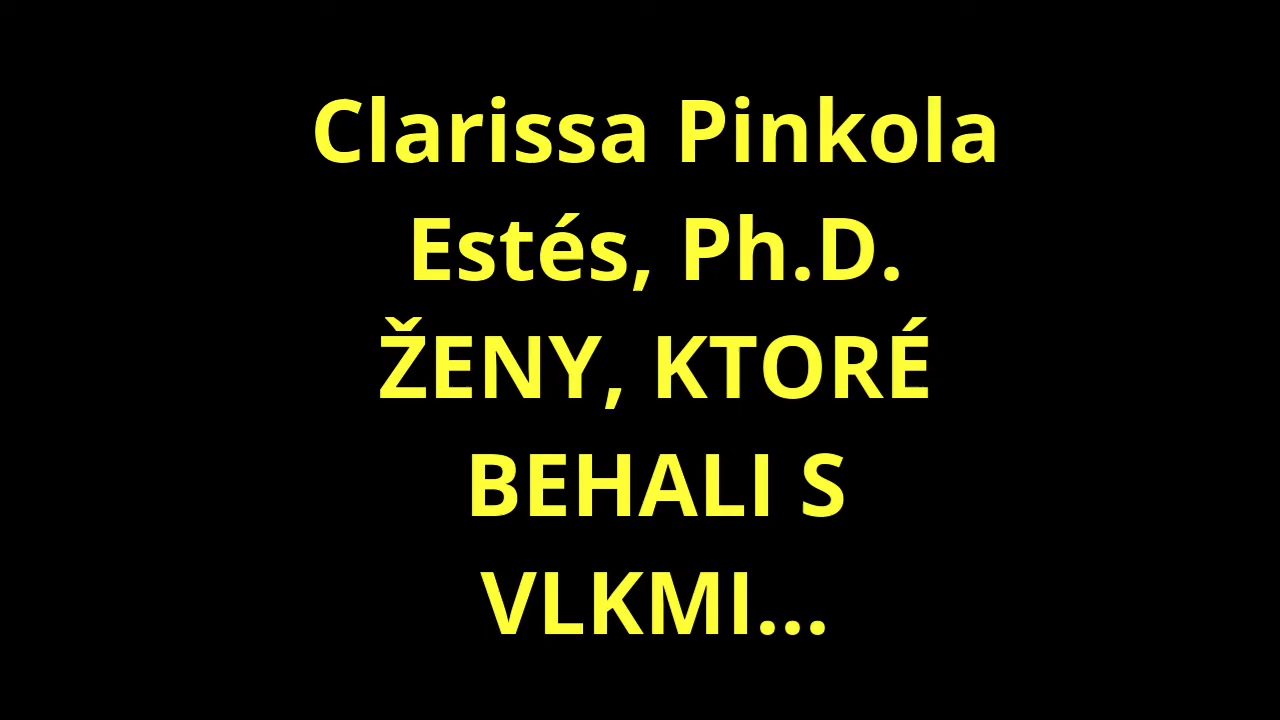 Clarissa Pinkola
Estés, Ph.D.
ŽENY, KTORÉ
BEHALI S
VLKMI...